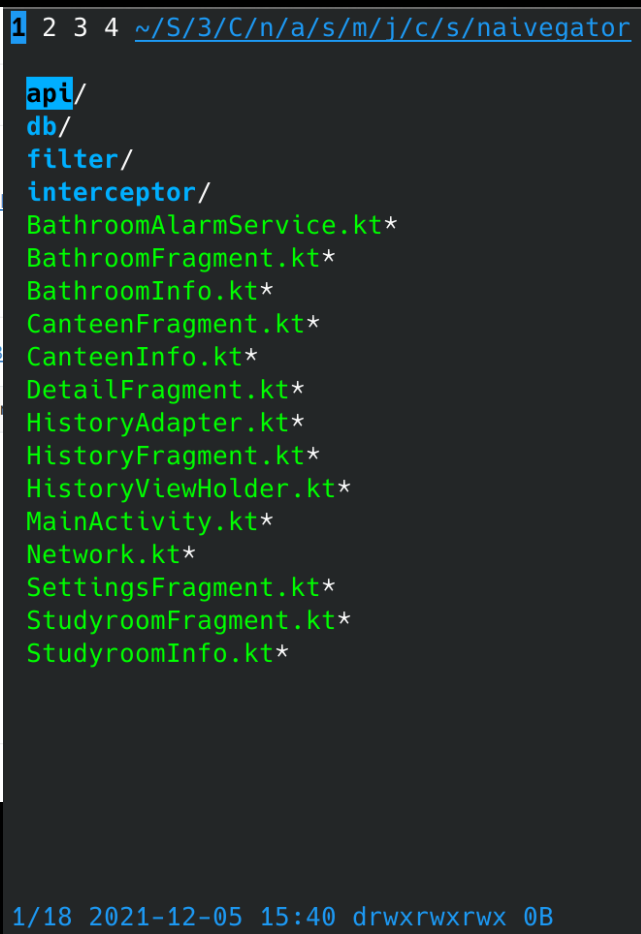 1 2 3 4 ~/S/3/C/n/a/s/m/j/c/s/naivegator
api/
db/
filter/
interceptor/
BathroomAlarmService.kt*
BathroomFragment.kt*
BathroomInfo.kt*
CanteenFragment.kt*
CanteenInfo.kt*
DetailFragment.kt*
HistoryAdapter.kt*
HistoryFragment.kt*
HistoryViewHolder.kt*
MainActivity.kt*
Network.kt*
SettingsFragment.kt*
StudyroomFragment.kt*
StudyroomInfo.kt*
1/18 2021-12-05 15:40 drwxrwxrwx 0B